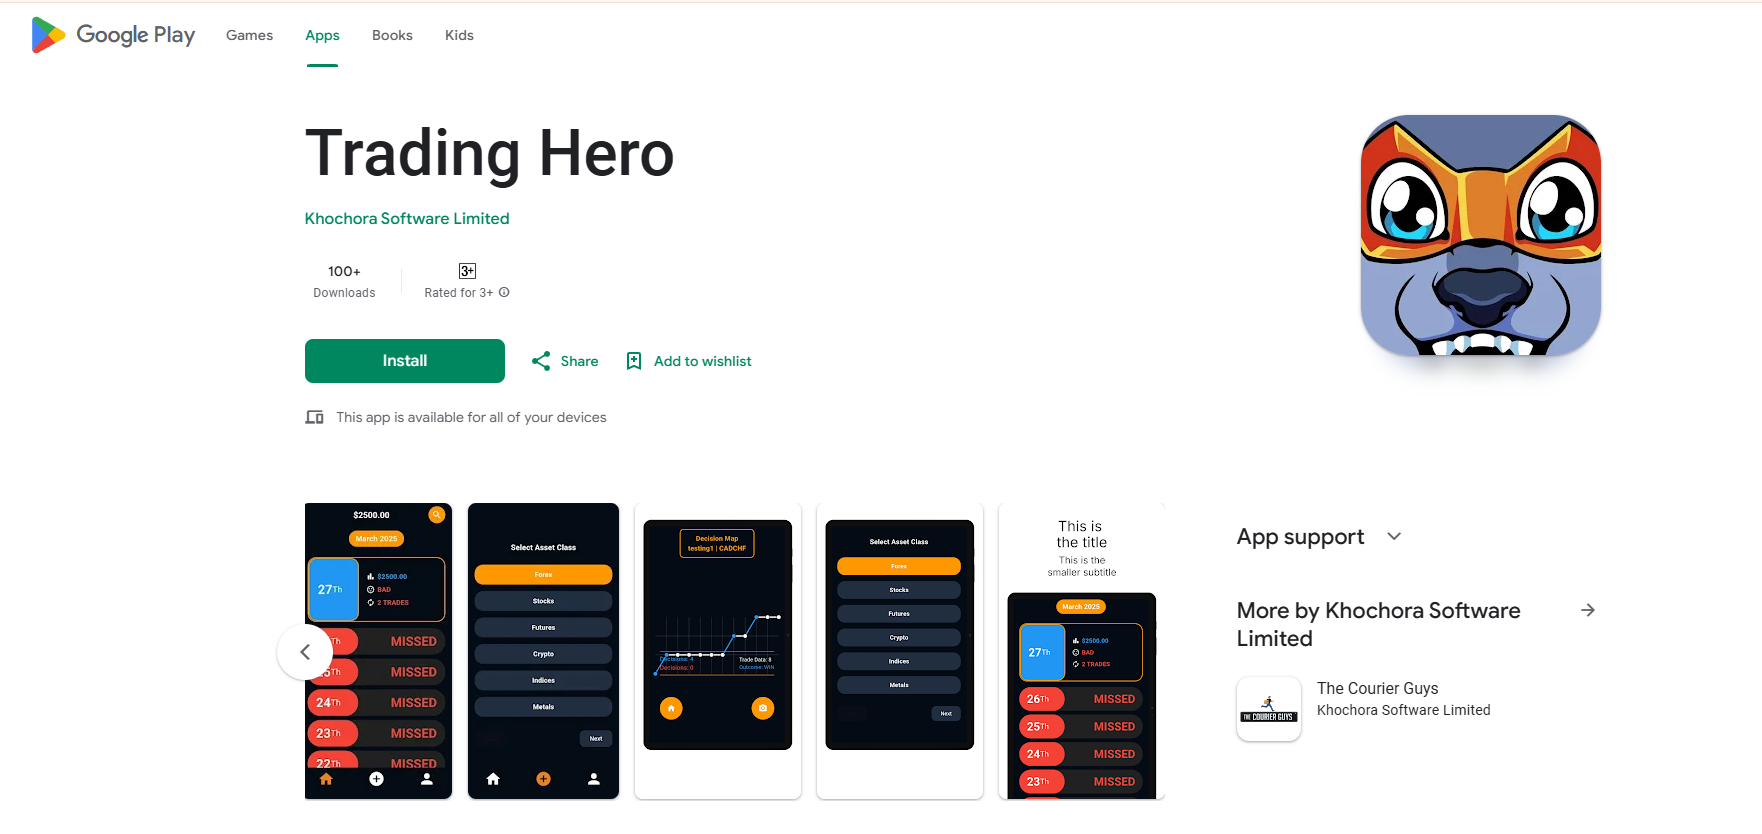 Google Play
Games
Apps
Books
Kids
Trading Hero
Khochora Software Limited
100+
Downloads
3+
Rated for 3+
Install
Share
Add to wishlist
This app is available for all of your devices
$2500.00
March 2025
27Th
$2500.00
BAD
2 TRADES
Th
MISSED
5Th
MISSED
24Th
MISSED
23Th
MISSED
22Th
MISSED
Select Asset Class
Forex
Stocks
Futures
Crypto
Indices
Metals
Next
Decision Map
testing1 | CADCHF
Decisions: 4
Decisions: 0
Trade Data: 8
Outcome: WIN
Select Asset Class
Forex
Stocks
Futures
Crypto
Indices
Metals
Next
This is
the title
This is the
smaller subtitle
March 2025
27Th
$2500.00
BAD
2 TRADES
26Th
MISSED
25Th
MISSED
24Th
MISSED
23Th
MISSED
App support
More by Khochora Software
Limited
THE COURIER GUYS
The Courier Guys
Khochora Software Limited